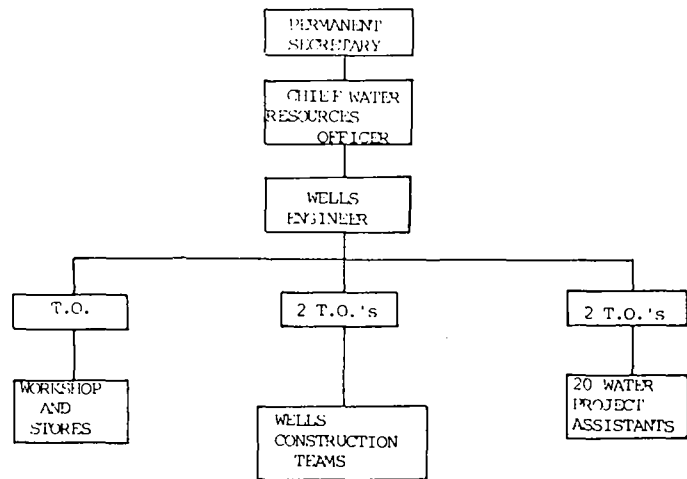 PERMANENT
SECRETARY
CHIEF WATER
RESOURCES
OFFICER
WELLS
ENGINEER
T.O.
2 T.O.'s
2 T.O.'s
WORKSHOP
AND
STORES
WELLS
CONSTRUCTION
TEAMS
20 WATER
PROJECT
ASSISTANTS